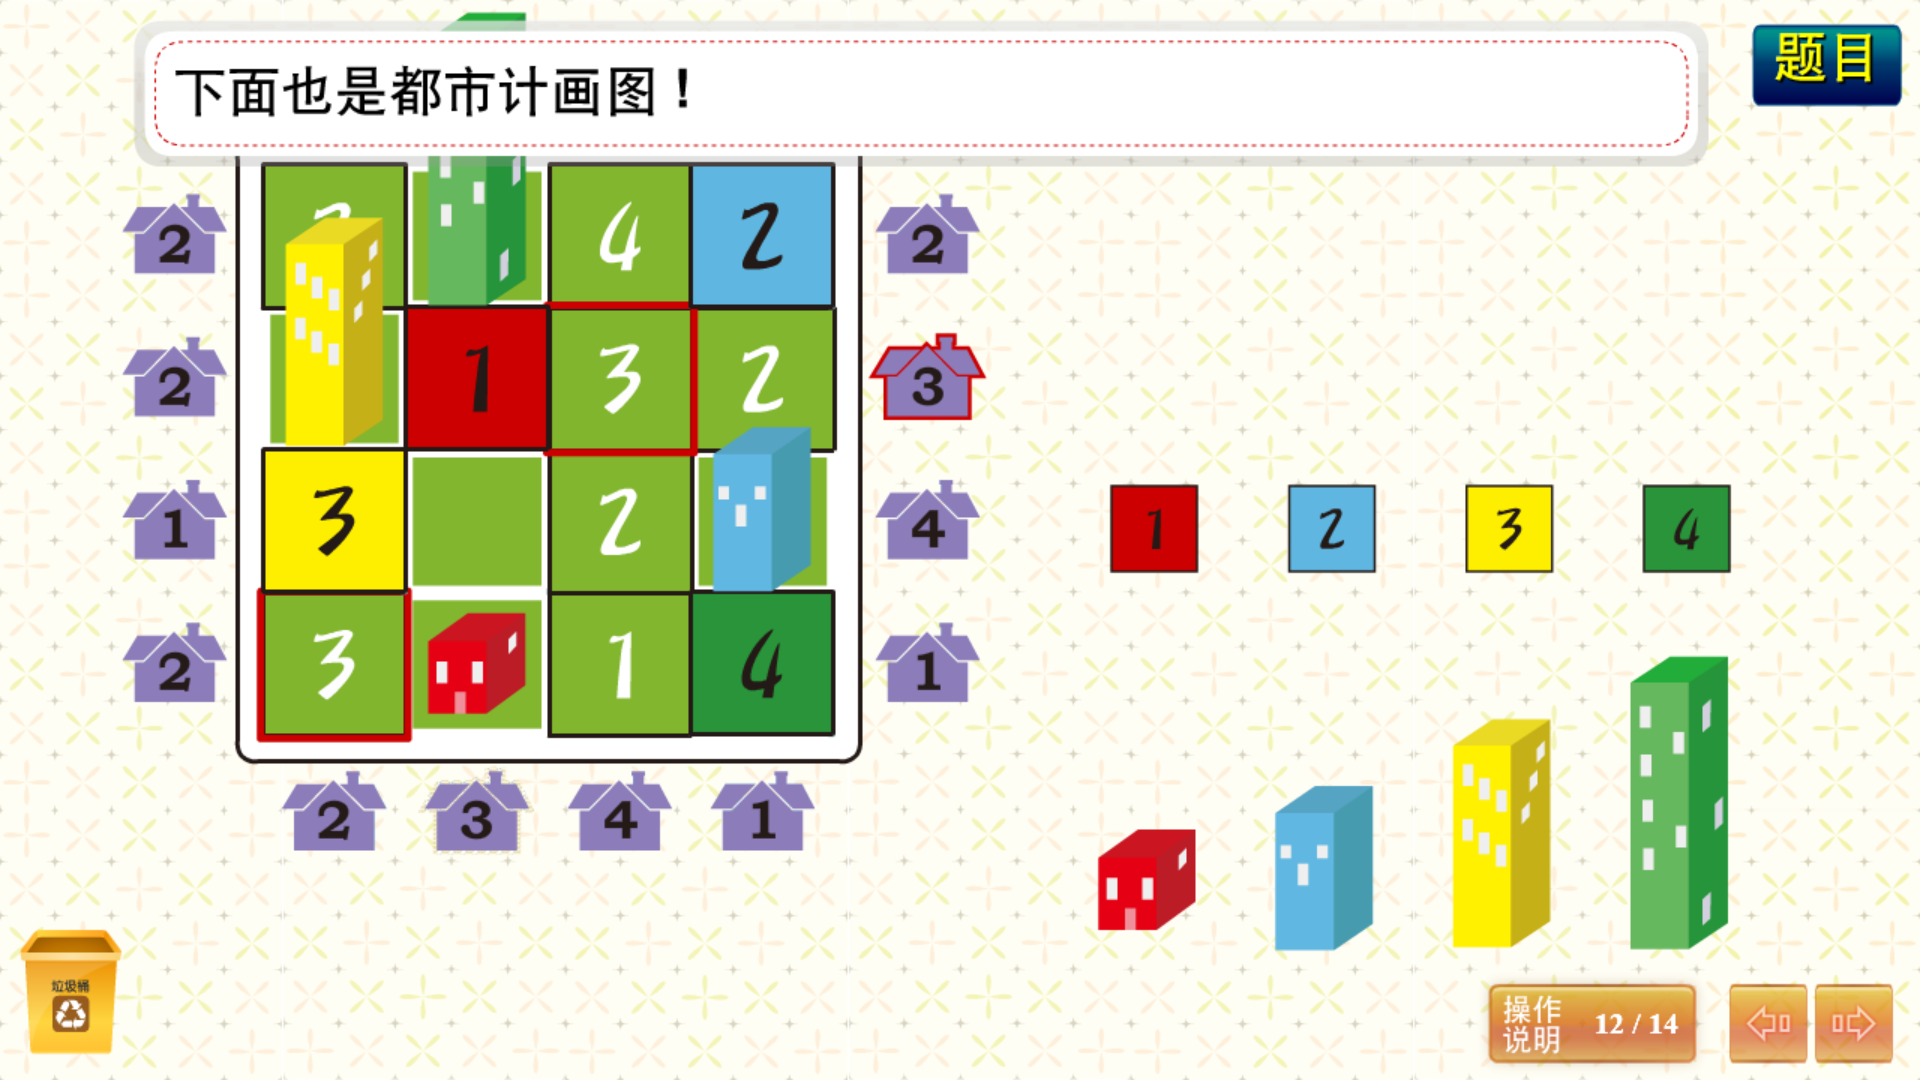 下面也是都市计画图！
题目
2 4 2 2
2 1 3 2 3
1 3 2 4
2 3 1 4 1
2 3 4 1
1 2 3 4
垃圾桶
操作
说明
12 / 14